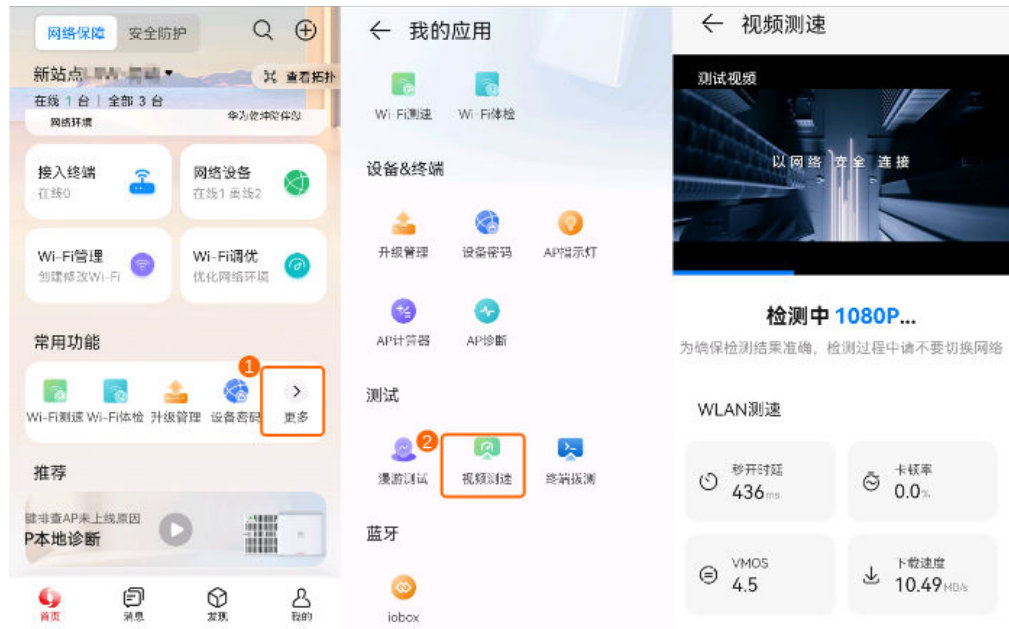 网络保障 安全防护
新站点
查看拓扑
在线 1 台 | 全部 3 台
网络环境
华为乾坤陪伴您
接入终端
在线0
网络设备
在线1 离线2
Wi-Fi管理
创建修改Wi-Fi
Wi-Fi调优
优化网络环境
常用功能
1
Wi-Fi测速 Wi-Fi体检 升级管理 设备密码 更多
推荐
键排查AP未上线原因
P本地诊断
首页 消息 发现 我的
我的应用
Wi-Fi测速 Wi-Fi体检
设备&终端
升级管理 设备密码 AP指示灯
AP计算器 AP诊断
测试
2
漫游测试 视频测速 终端拨测
蓝牙
iobox
视频测速
测试视频
以网络 安全 连接
检测中 1080P...
为确保检测结果准确，检测过程中请不要切换网络
WLAN测速
秒开时延
436ms
卡顿率
0.0%
VMOS
4.5
下载速度
10.49MB/s